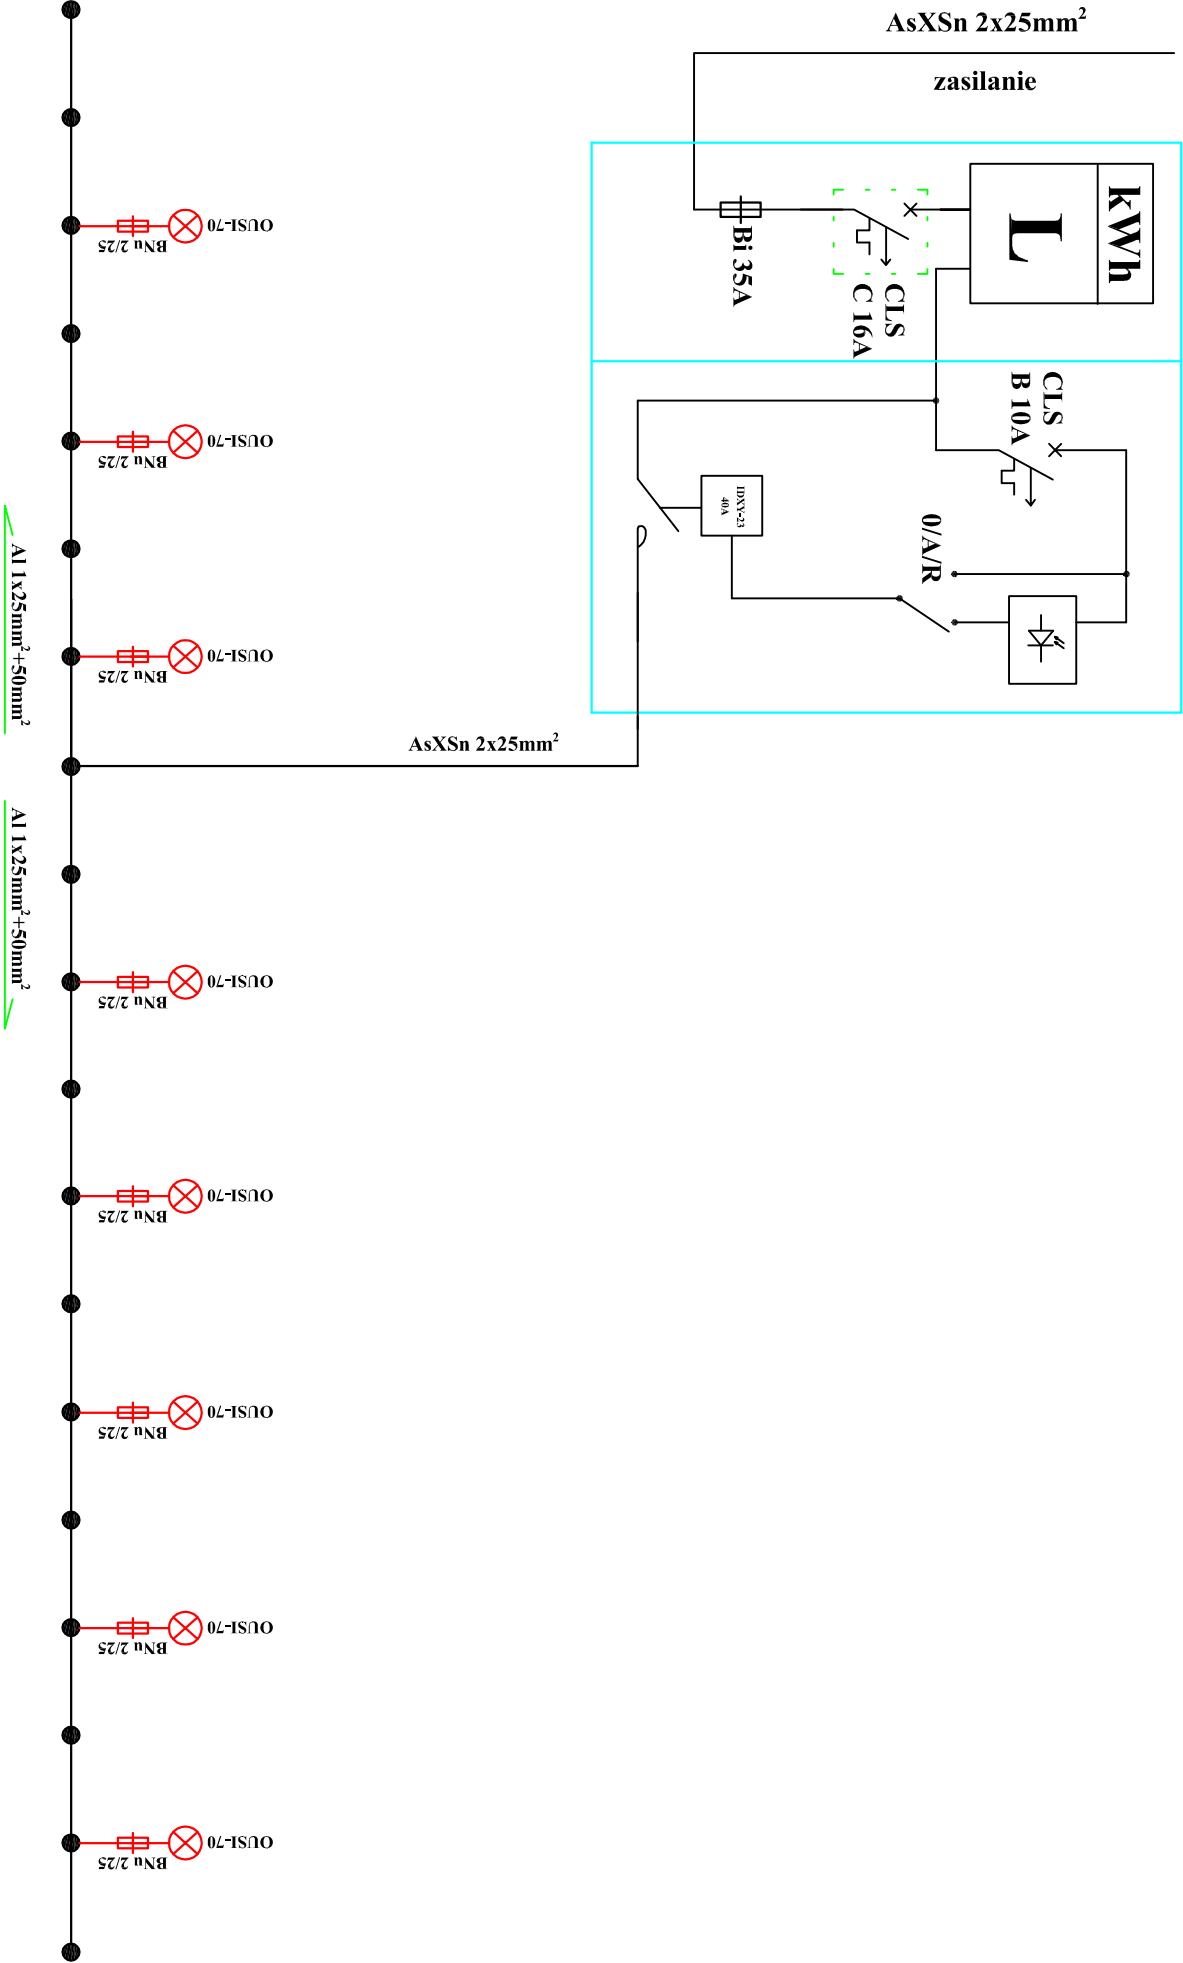 AsXSn 2x25mm²
zasilanie
kWh
L
Bi 35A
CLS
C 16A
CLS
B 10A
IDXY-23
40A
0/A/R
AsXSn 2x25mm²
OUSI-70
BNu 2/25
OUSI-70
BNu 2/25
OUSI-70
BNu 2/25
Al 1x25mm²+50mm²
Al 1x25mm²+50mm²
OUSI-70
BNu 2/25
OUSI-70
BNu 2/25
OUSI-70
BNu 2/25
OUSI-70
BNu 2/25
OUSI-70
BNu 2/25